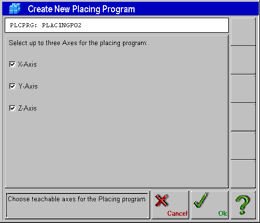 Create New Placing Program
PLCPRG: PLACINGPO2
Select up to three Axes for the placing program:
X-Axis
Y-Axis
Z-Axis
Choose teachable axes for the Placing program
Cancel
Ok
?